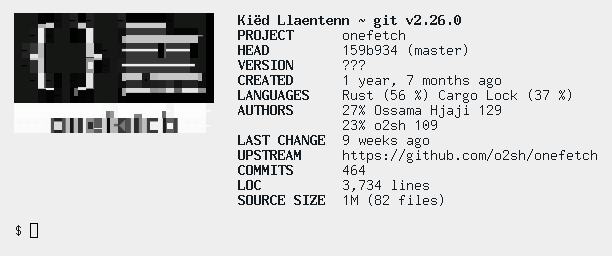 { }
onefetch
Kiëd Llaentenn ~ git v2.26.0
PROJECT onefetch
HEAD 159b934 (master)
VERSION ???
CREATED 1 year, 7 months ago
LANGUAGES Rust (56 %) Cargo Lock (37 %)
AUTHORS 27% Ossama Hjaji 129
23% o2sh 109
LAST CHANGE 9 weeks ago
UPSTREAM https://github.com/o2sh/onefetch
COMMITS 464
LOC 3,734 lines
SOURCE SIZE 1M (82 files)
$